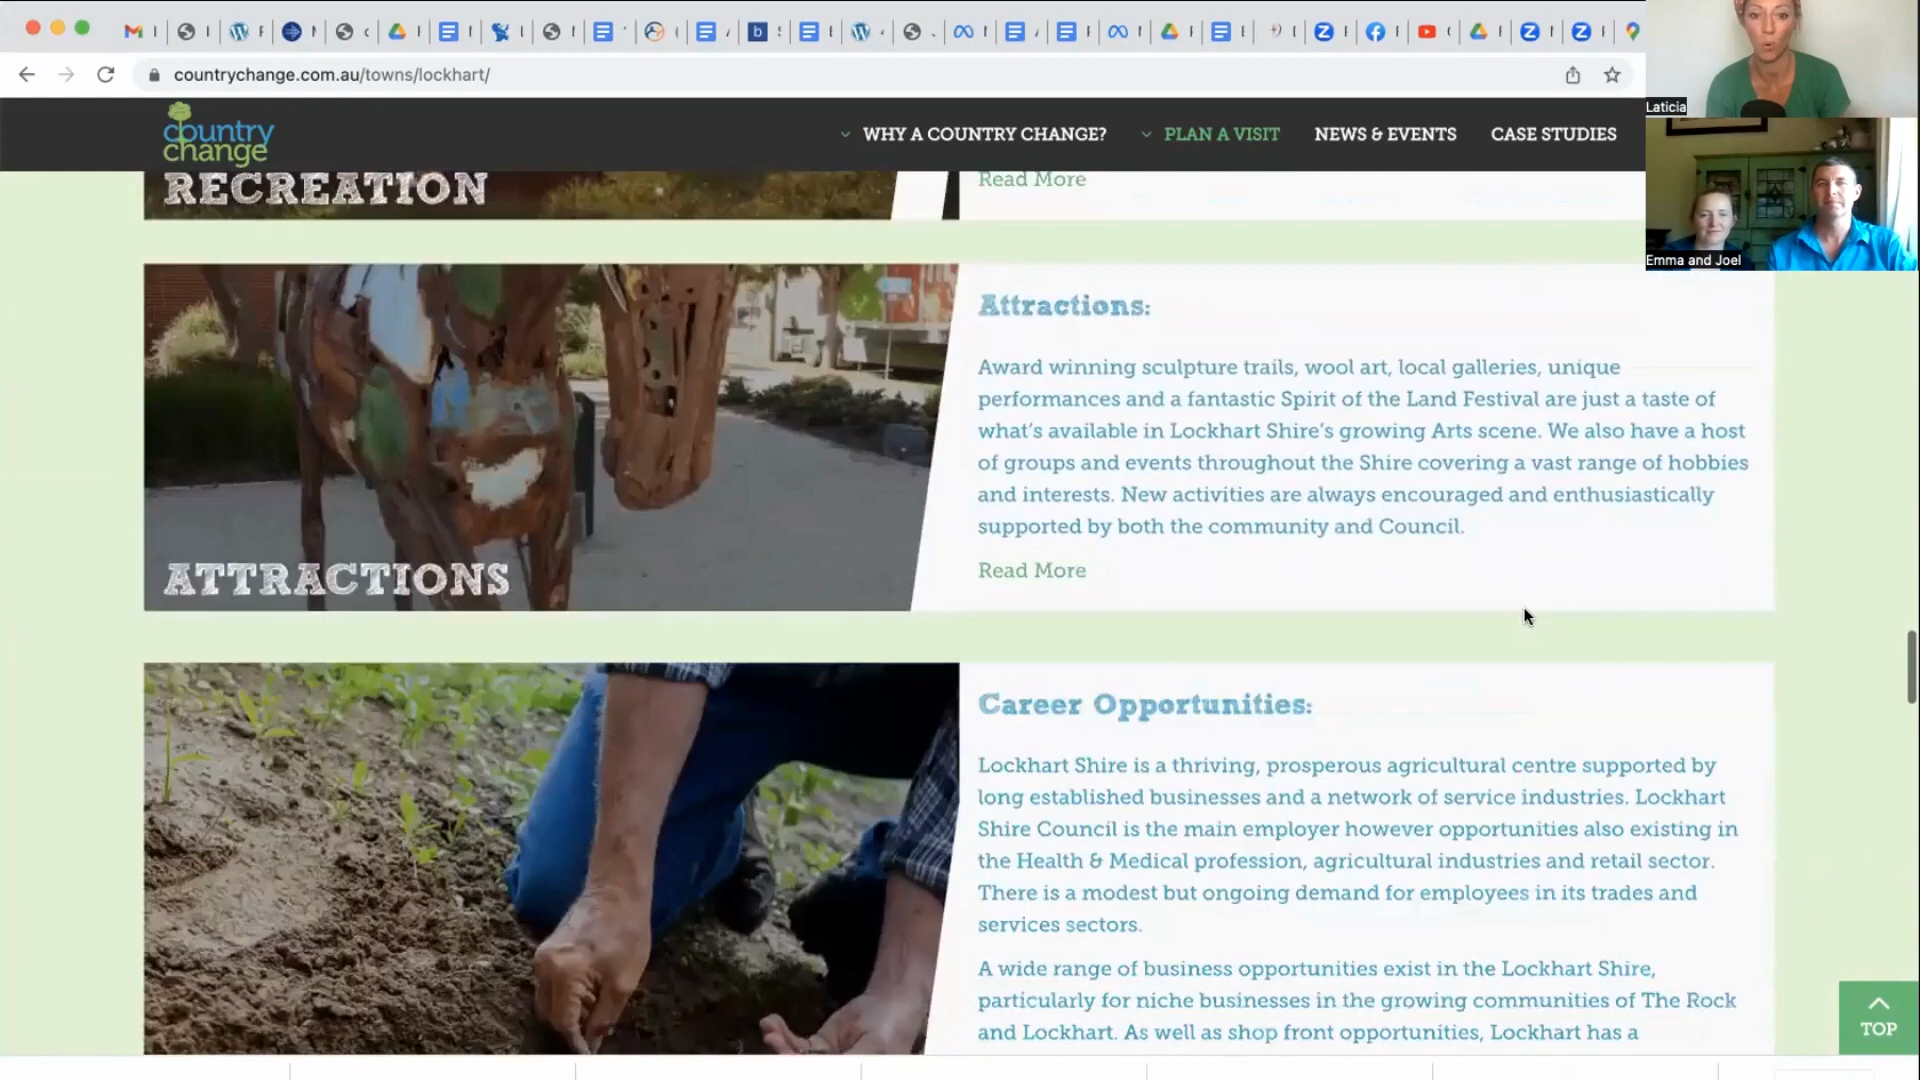 countrychange.com.au/towns/lockhart/
Laticia
country
change
WHY A COUNTRY CHANGE?
PLAN A VISIT
NEWS & EVENTS
CASE STUDIES
RECREATION
Read More
Emma and Joel
Attractions:
Award winning sculpture trails, wool art, local galleries, unique
performances and a fantastic Spirit of the Land Festival are just a taste of
what's available in Lockhart Shire's growing Arts scene. We also have a host
of groups and events throughout the Shire covering a vast range of hobbies
and interests. New activities are always encouraged and enthusiastically
supported by both the community and Council.
Read More
ATTRACTIONS
Career Opportunities:
Lockhart Shire is a thriving, prosperous agricultural centre supported by
long established businesses and a network of service industries. Lockhart
Shire Council is the main employer however opportunities also existing in
the Health & Medical profession, agricultural industries and retail sector.
There is a modest but ongoing demand for employees in its trades and
services sectors.
A wide range of business opportunities exist in the Lockhart Shire,
particularly for niche businesses in the growing communities of The Rock
and Lockhart. As well as shop front opportunities, Lockhart has a
TOP